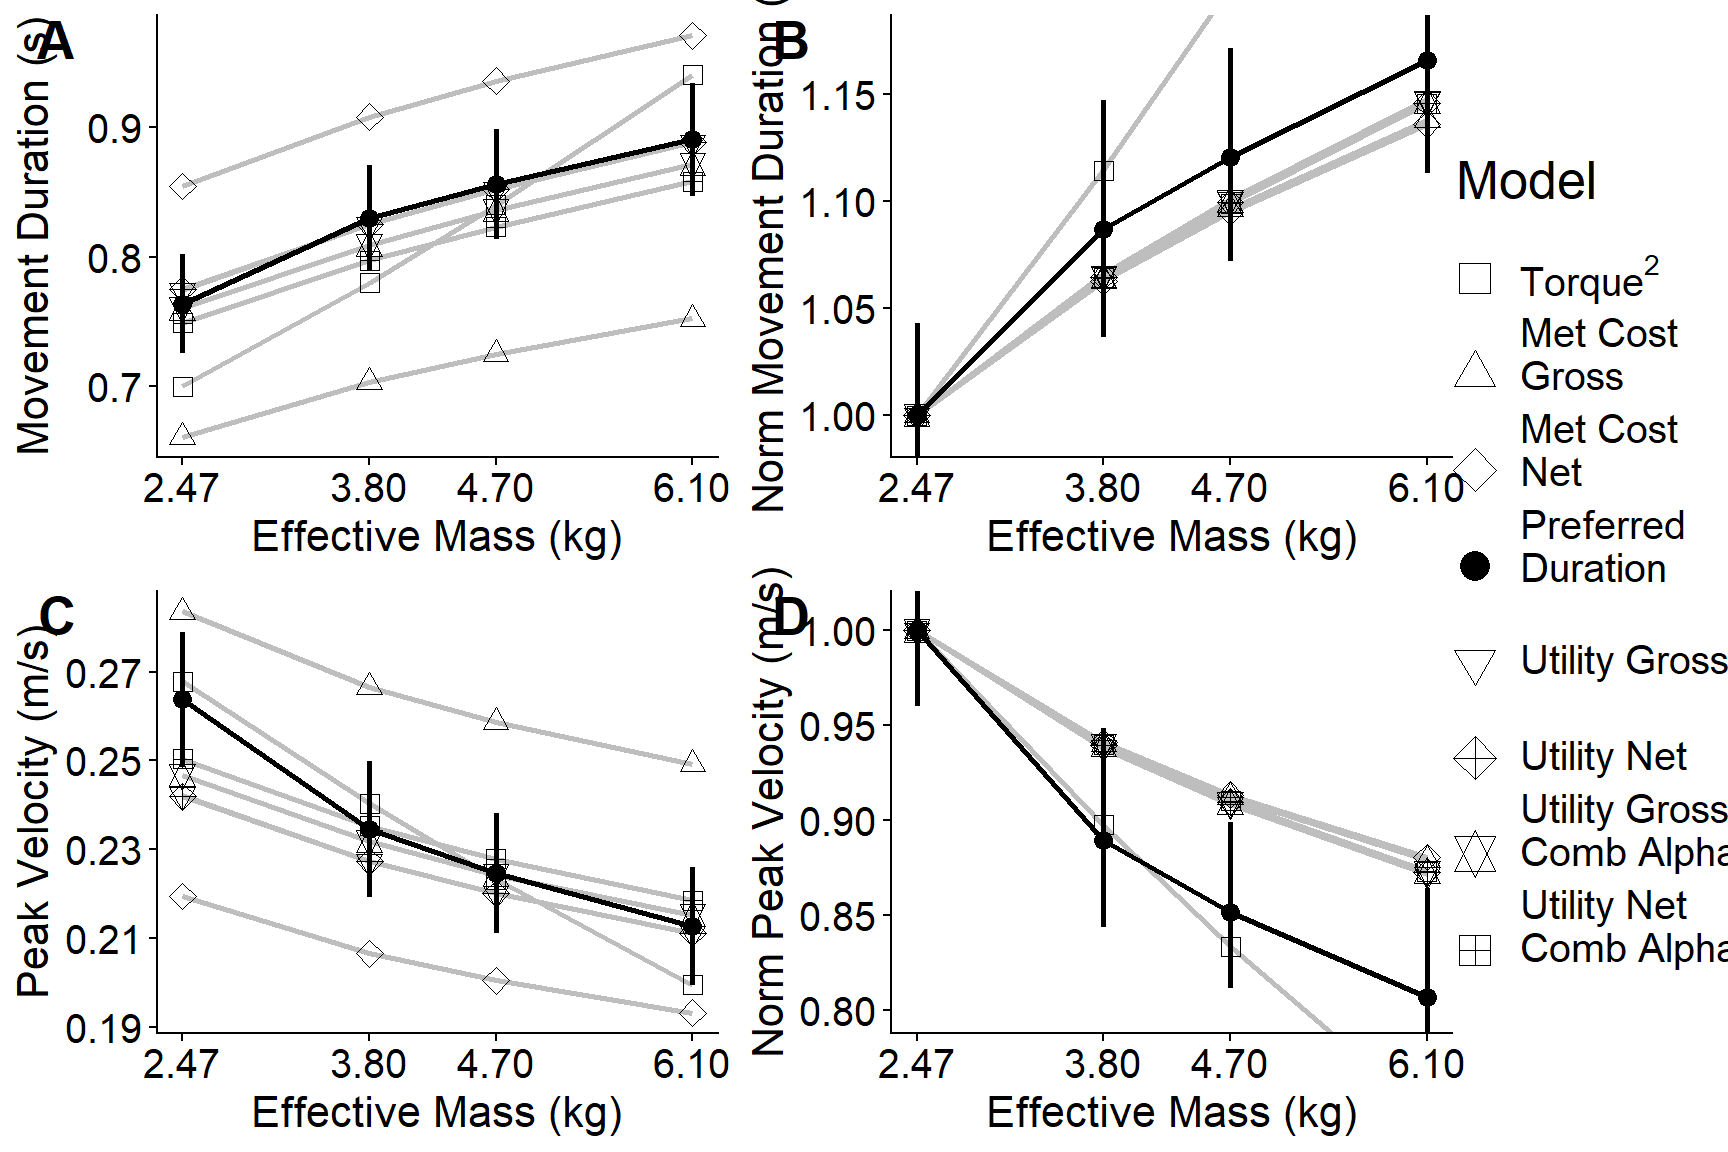 A
Movement Duration (s)
0.9
0.8
0.7
2.47 3.80 4.70 6.10
Effective Mass (kg)
B
Norm Movement Duration (
1.15
1.10
1.05
1.00
2.47 3.80 4.70 6.10
Effective Mass (kg)
C
Peak Velocity (m/s)
0.27
0.25
0.23
0.21
0.19
2.47 3.80 4.70 6.10
Effective Mass (kg)
D
Norm Peak Velocity (m/s)
1.00
0.95
0.90
0.85
0.80
2.47 3.80 4.70 6.10
Effective Mass (kg)
Model
Torque²
Met Cost
Gross
Met Cost
Net
Preferred
Duration
Utility Gross
Utility Net
Utility Gross
Comb Alpha
Utility Net
Comb Alpha